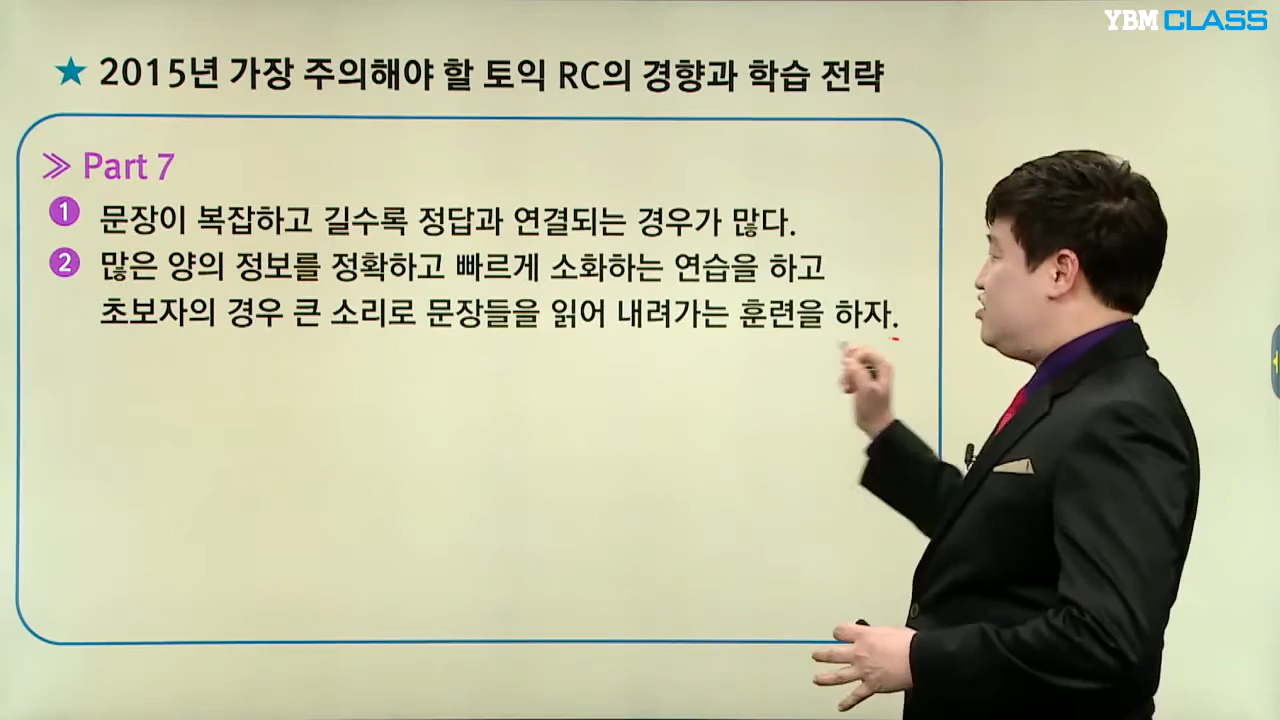 YBM CLASS
★ 2015년 가장 주의해야 할 토익 RC의 경향과 학습 전략
≫ Part 7
1 문장이 복잡하고 길수록 정답과 연결되는 경우가 많다.
2 많은 양의 정보를 정확하고 빠르게 소화하는 연습을 하고
초보자의 경우 큰 소리로 문장들을 읽어 내려가는 훈련을 하자.